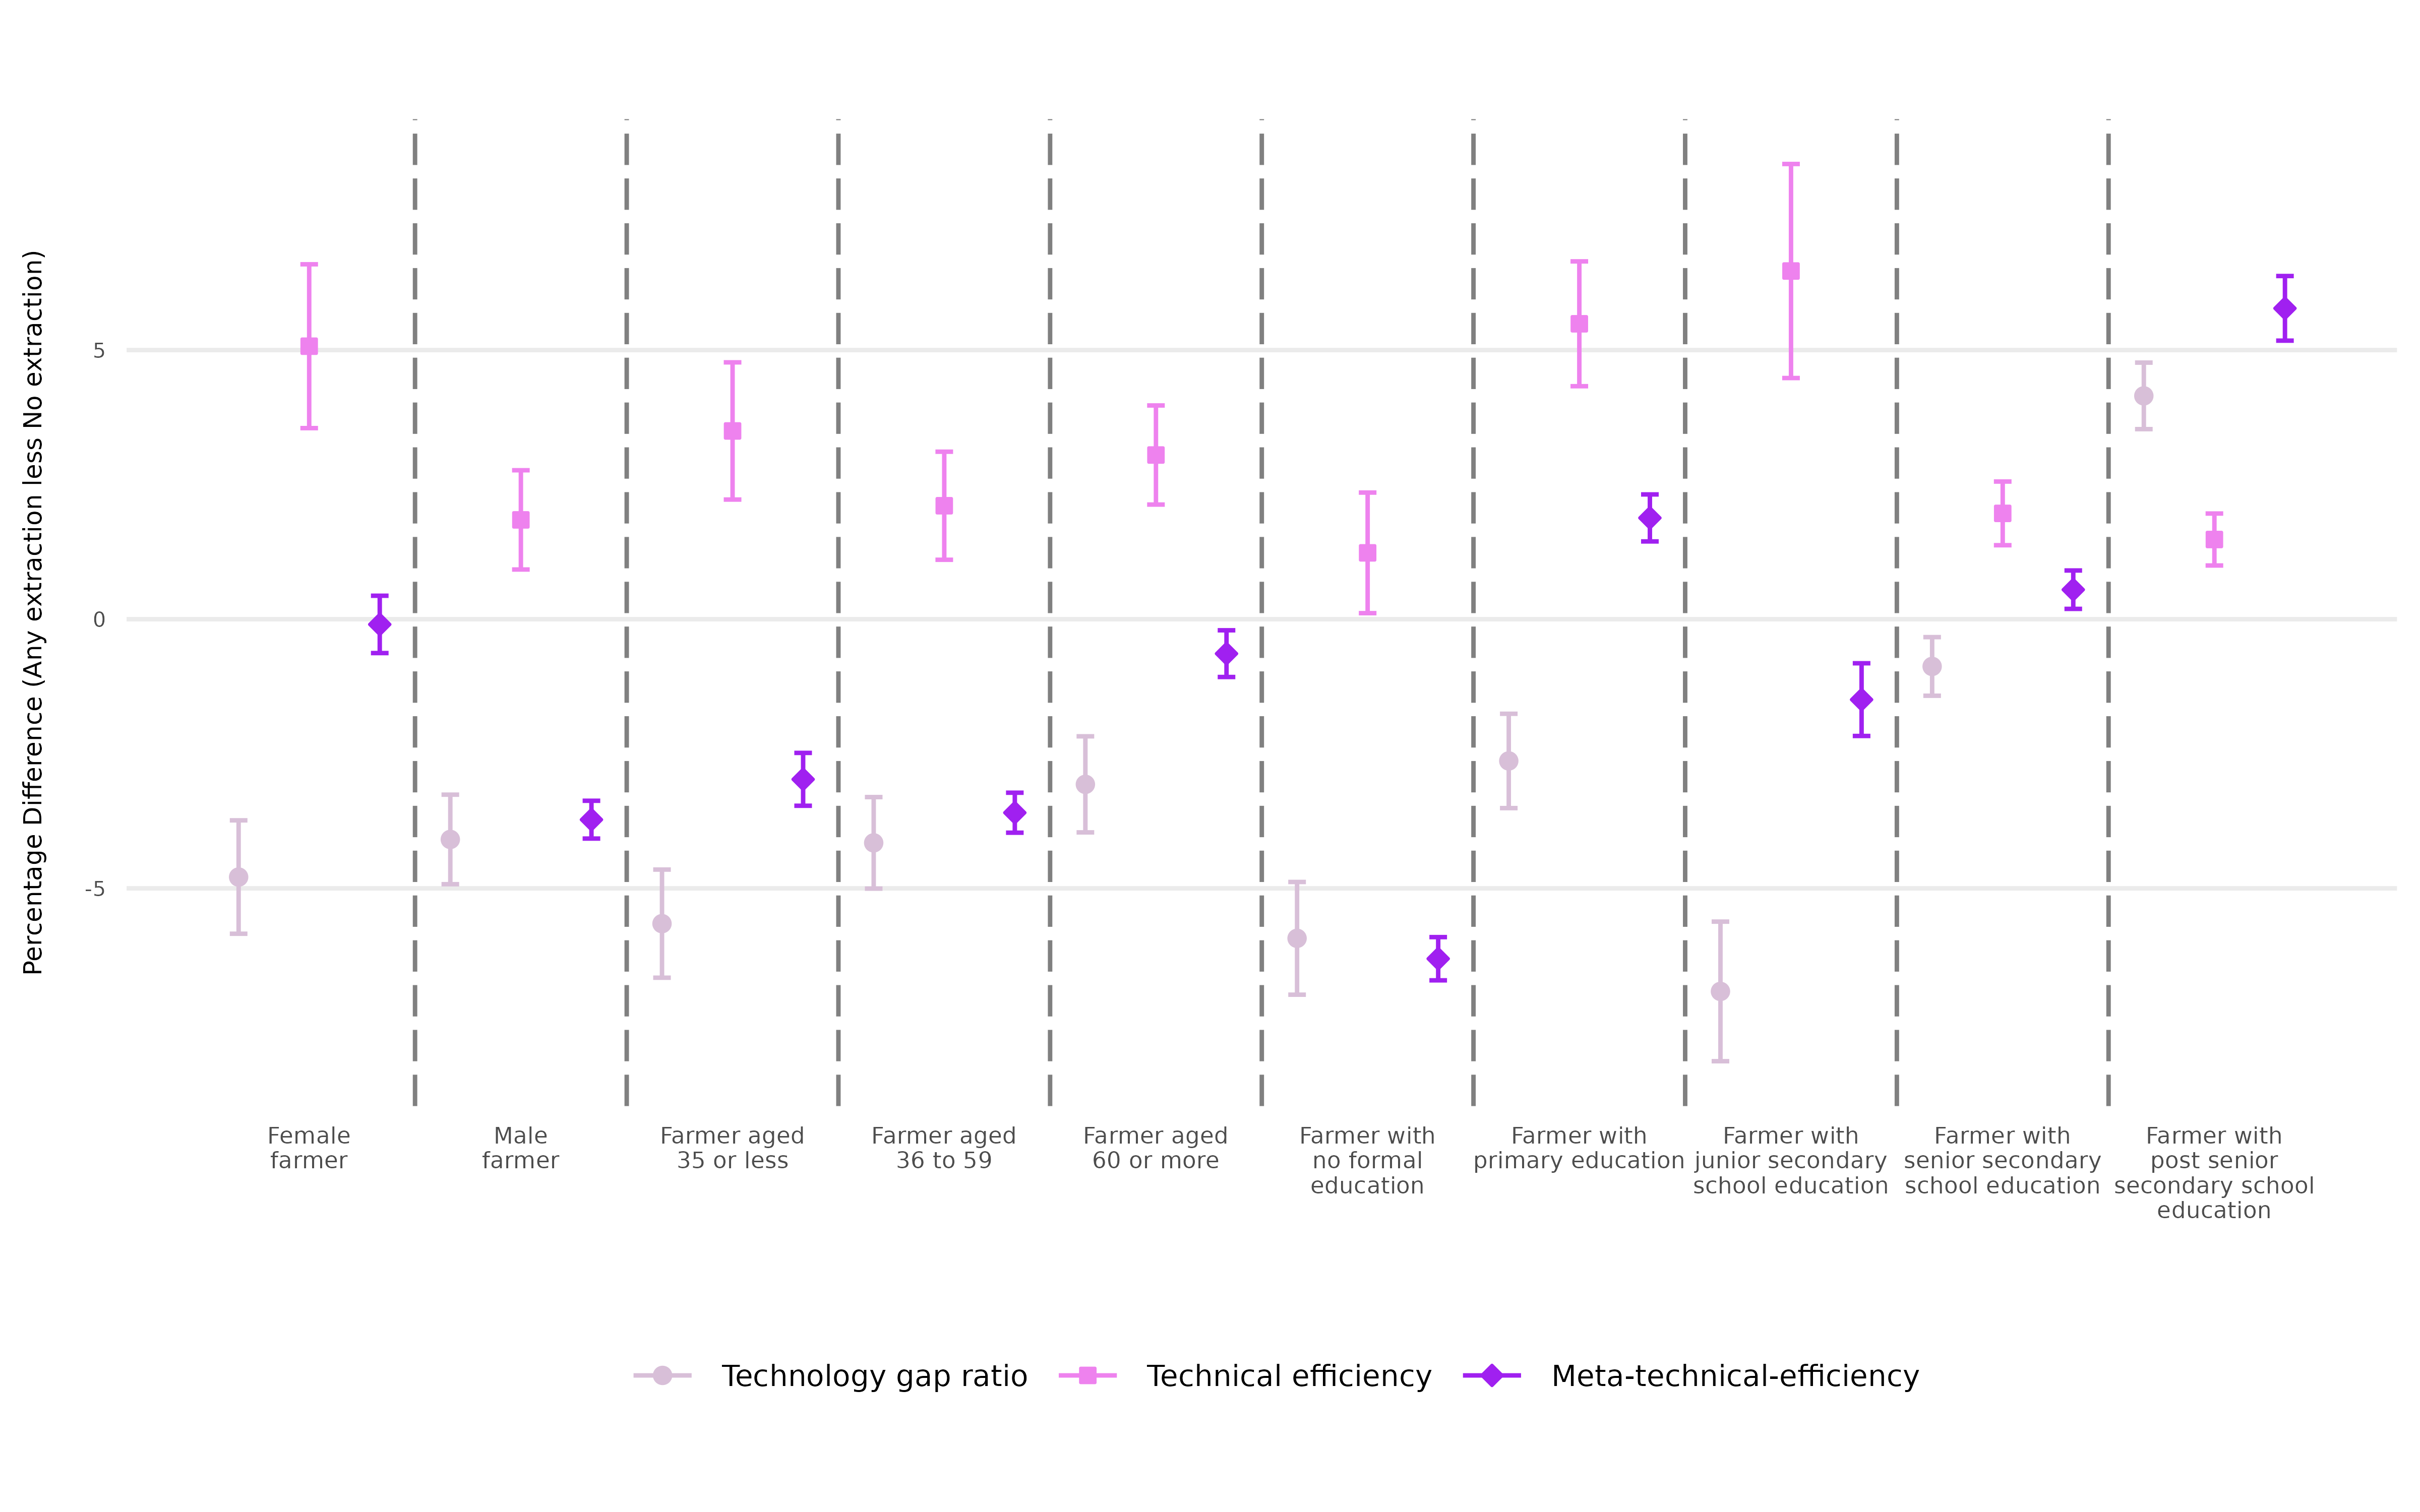 Percentage Difference (Any extraction less No extraction)
5
0
-5
Female
farmer
Male
farmer
Farmer aged
35 or less
Farmer aged
36 to 59
Farmer aged
60 or more
Farmer with
no formal
education
Farmer with
primary education
Farmer with
junior secondary
school education
Farmer with
senior secondary
school education
Farmer with
post senior
secondary school
education
Technology gap ratio
Technical efficiency
Meta-technical-efficiency